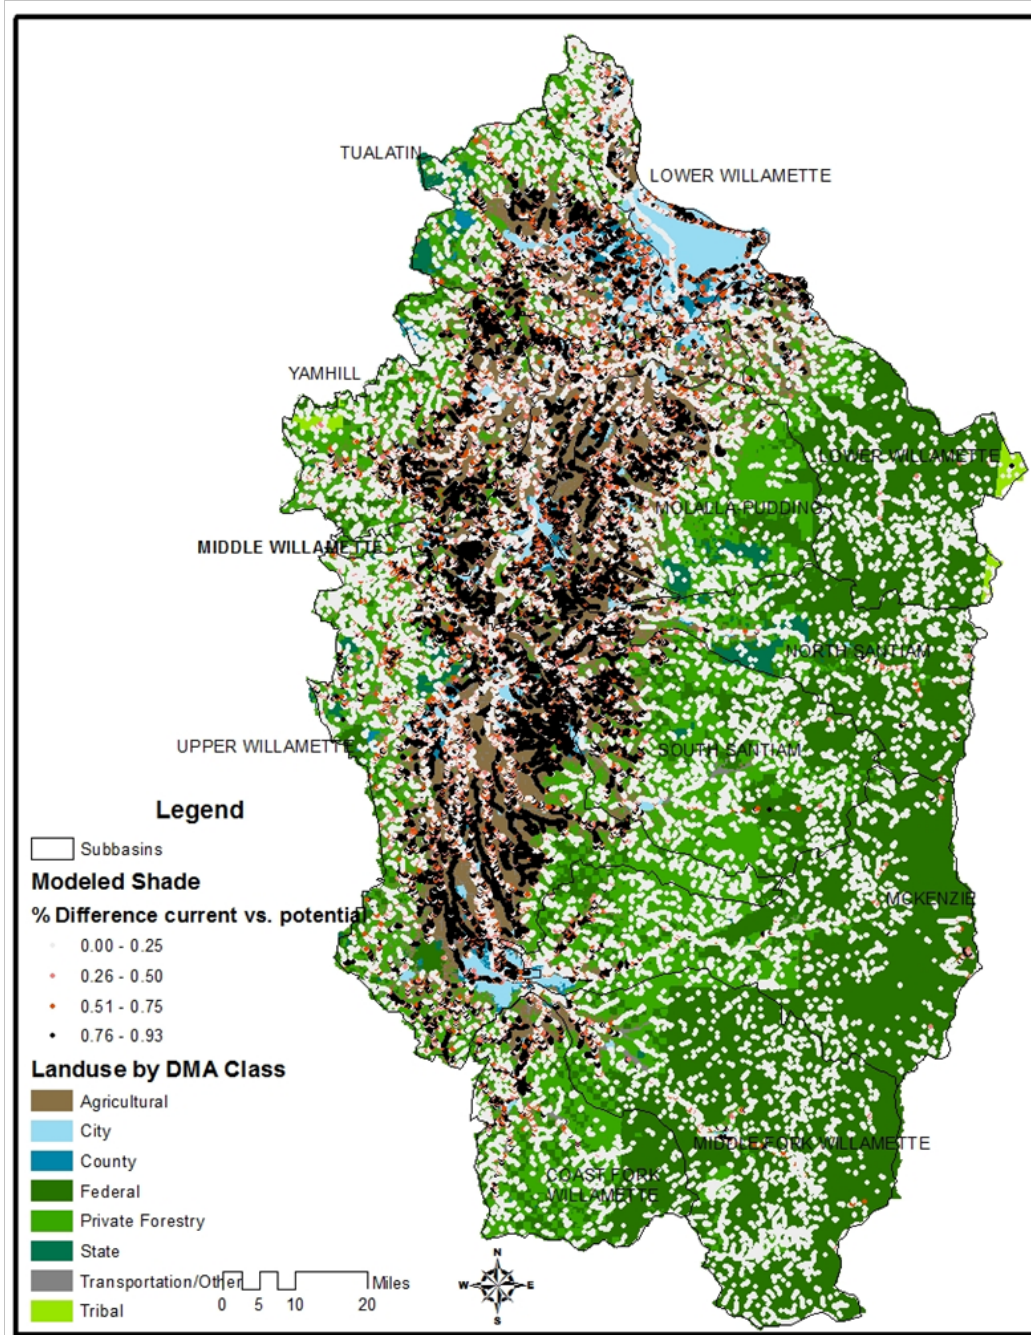 TUALATIN
LOWER WILLAMETTE
YAMHILL
LOWER WILLAMETTE
MOLALLA-PUDDING
MIDDLE WILLAMETTE
NORTH SANTIAM
UPPER WILLAMETTE
SOUTH SANTIAM
MCKENZIE
MIDDLE FORK WILLAMETTE
COAST FORK
WILLAMETTE
Legend
Subbasins
Modeled Shade
% Difference current vs. potential
0.00 - 0.25
0.26 - 0.50
0.51 - 0.75
0.76 - 0.93
Landuse by DMA Class
Agricultural
City
County
Federal
Private Forestry
State
Transportation/Other
Tribal
Miles
0 5 10 20
N
W E
S